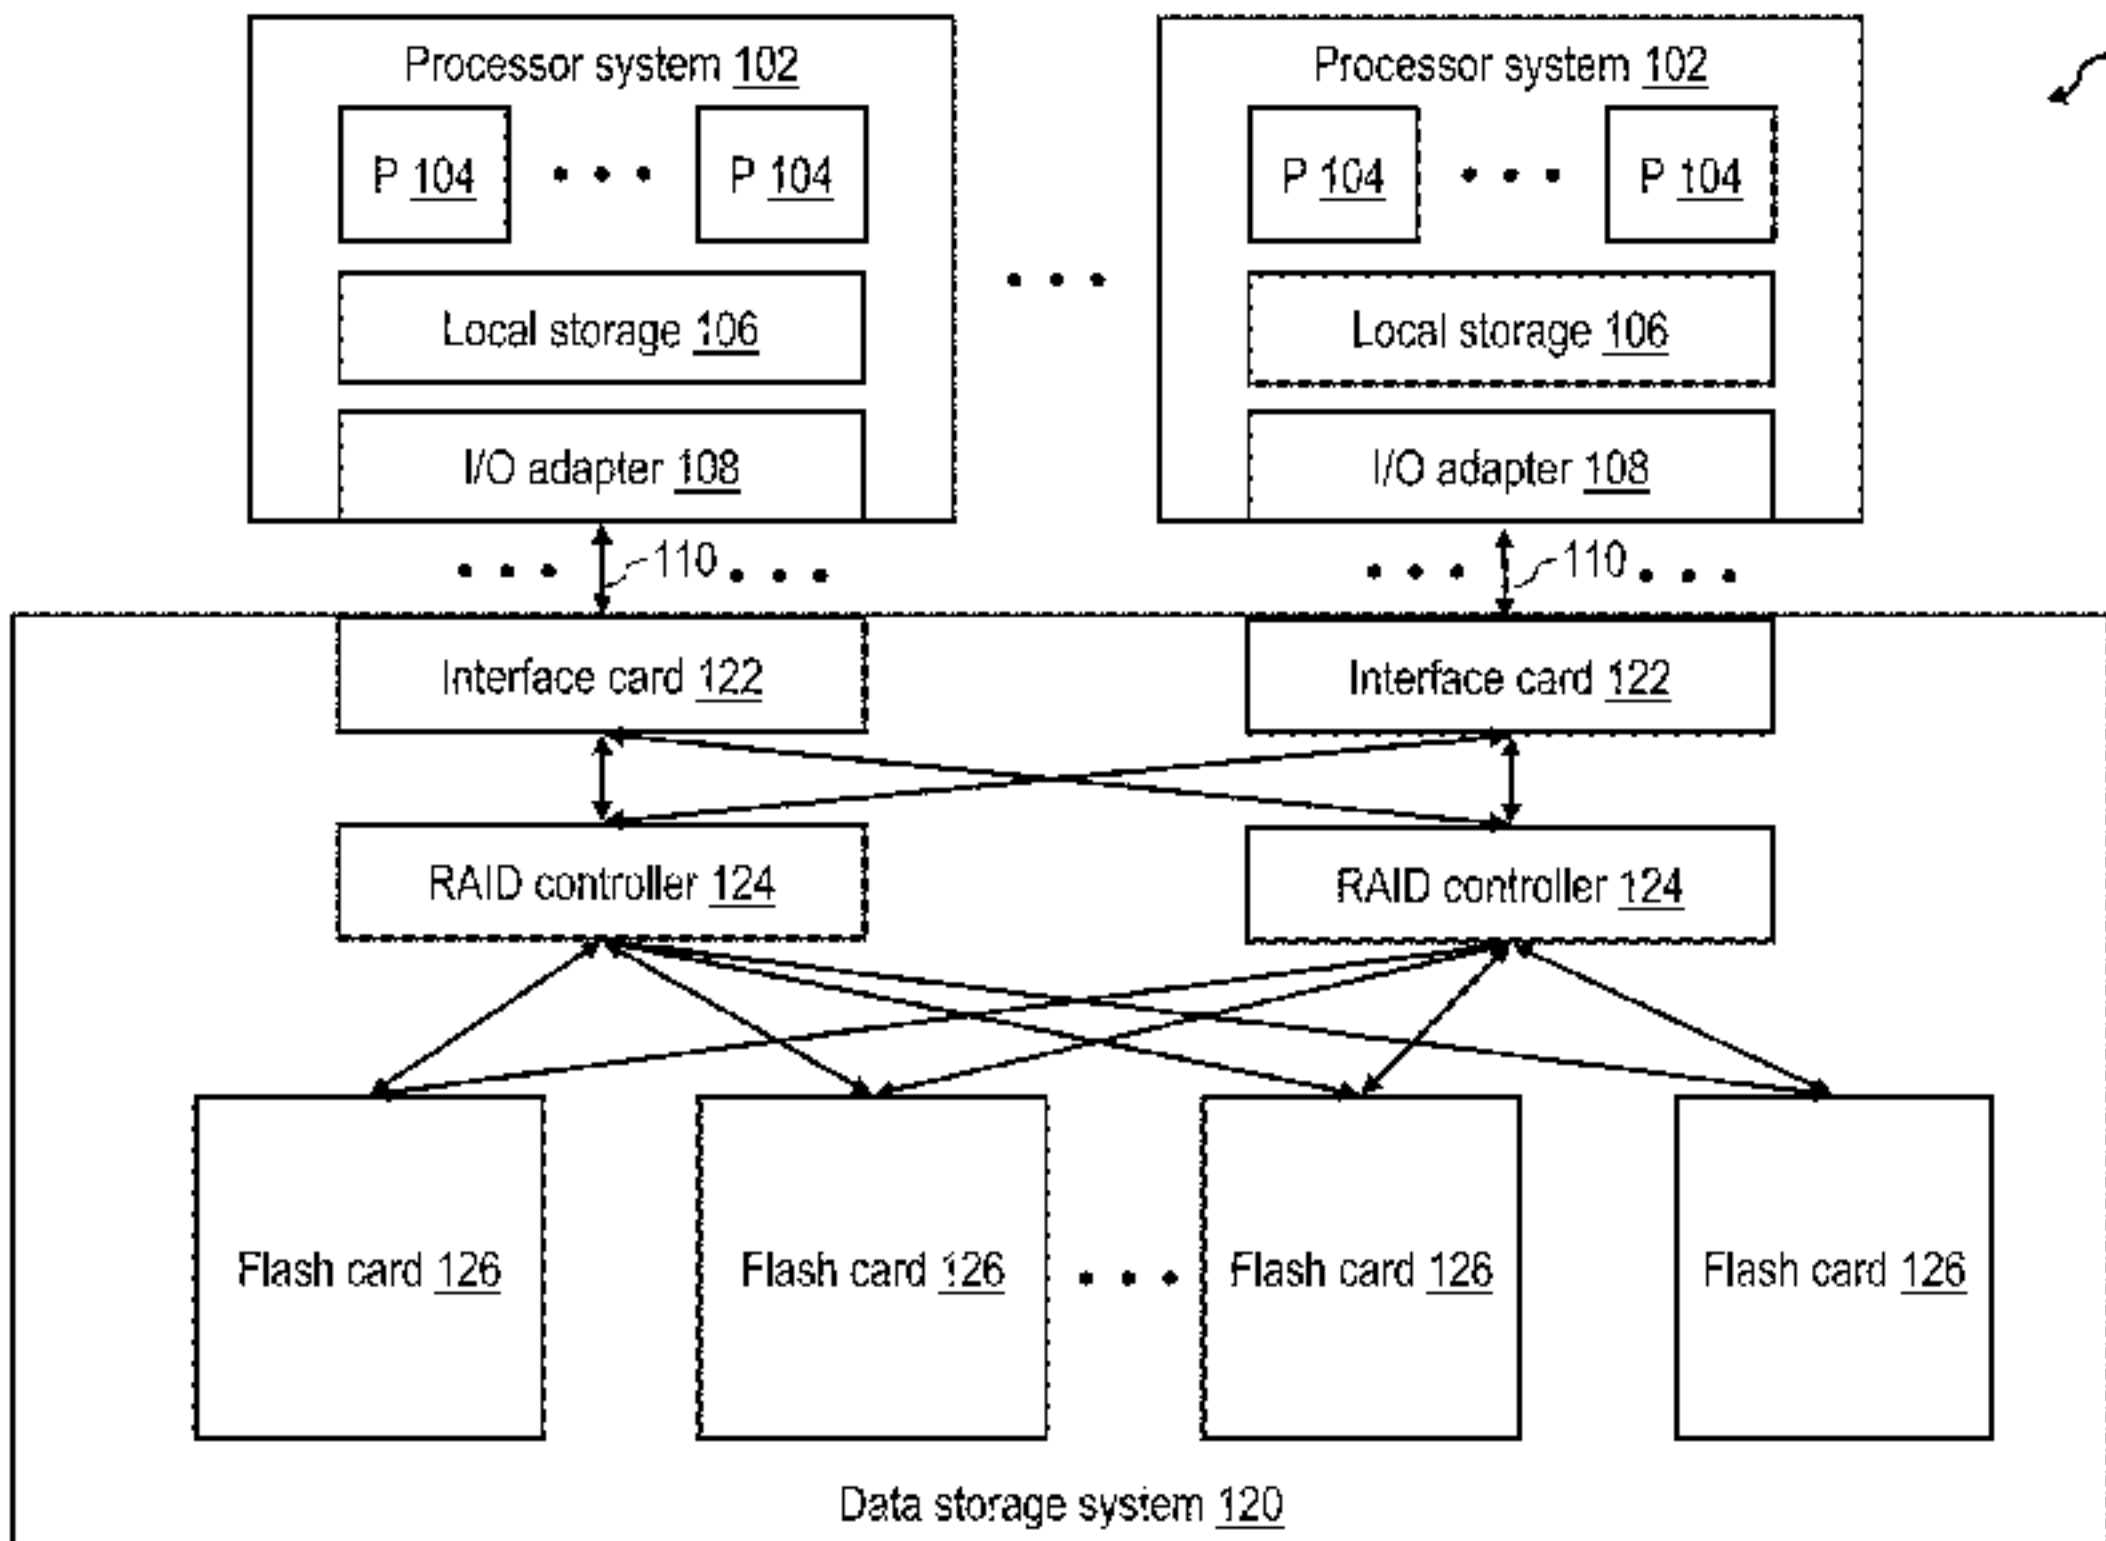 Processor system 102
Processor system 102
P 104
P 104
P 104
P 104
Local storage 106
Local storage 106
I/O adapter 108
I/O adapter 108
110
110
Interface card 122
Interface card 122
RAID controller 124
RAID controller 124
Flash card 126
Flash card 126
Flash card 126
Flash card 126
Data storage system 120